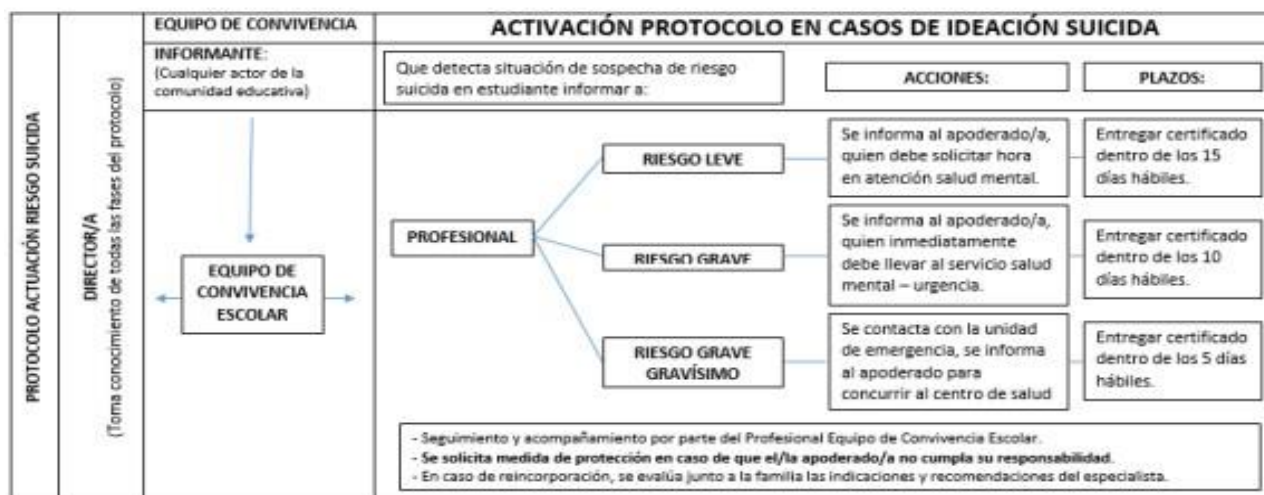 PROTOCOLO ACTUACIÓN RIESGO SUICIDA
DIRECTOR/A
(Toma conocimiento de todas las fases del protocolo)
EQUIPO DE CONVIVENCIA
INFORMANTE:
(Cualquier actor de la
comunidad educativa)
EQUIPO DE
CONVIVENCIA
ESCOLAR
ACTIVACIÓN PROTOCOLO EN CASOS DE IDEACIÓN SUICIDA
Que detecta situación de sospecha de riesgo
suicida en estudiante informar a:
ACCIONES:
PLAZOS:
PROFESIONAL
RIESGO LEVE
Se informa al apoderado/a,
quien debe solicitar hora
en atención salud mental.
Entregar certificado
dentro de los 15
días hábiles.
RIESGO GRAVE
Se informa al apoderado/a,
quien inmediatamente
debe llevar al servicio salud
mental – urgencia.
Entregar certificado
dentro de los 10
días hábiles.
RIESGO GRAVE
GRAVÍSIMO
Se contacta con la unidad
de emergencia, se informa
al apoderado para
concurrir al centro de salud
Entregar certificado
dentro de los 5 días
hábiles.
- Seguimiento y acompañamiento por parte del Profesional Equipo de Convivencia Escolar.
- Se solicita medida de protección en caso de que el/la apoderado/a no cumpla su responsabilidad.
- En caso de reincorporación, se evalúa junto a la familia las indicaciones y recomendaciones del especialista.